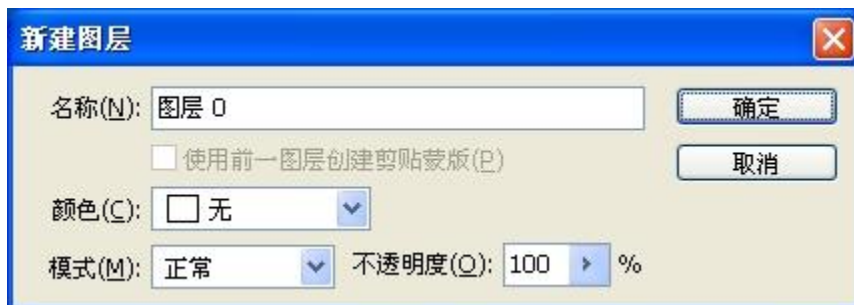 新建图层
名称(N): 图层 0 确定
使用前一图层创建剪贴蒙版(P) 取消
颜色(C): 无
模式(M): 正常 不透明度(O): 100 %